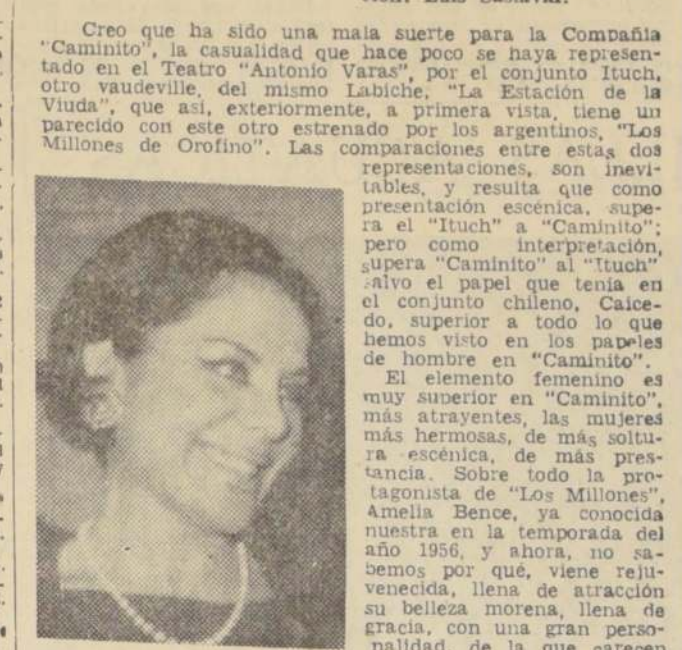 Creo que ha sido una mala suerte para la Compañía
"Caminito", la casualidad que hace poco se haya represen-
tado en el Teatro "Antonio Varas", por el conjunto Ituch,
otro vaudeville, del mismo Labiche, "La Estación de la
Viuda", que así, exteriormente, a primera vista, tiene un
parecido con este otro estrenado por los argentinos, "Los
Millones de Orofino". Las comparaciones entre estas dos
representaciones, son inevi-
tables, y resulta que como
presentación escénica, supe-
ra el "Ituch" a "Caminito";
pero como interpretación,
supera "Caminito" al "Ituch"
salvo el papel que tenía en
el conjunto chileno, Caice-
do, superior a todo lo que
hemos visto en los papeles
de hombre en "Caminito".
El elemento femenino es
muy superior en "Caminito",
más atrayentes, las mujeres
más hermosas, de más soltu-
ra escénica, de más pres-
tancia. Sobre todo la pro-
tagonista de "Los Millones",
Amelia Bence, ya conocida
nuestra en la temporada del
año 1956, y ahora, no sa-
bemos por qué, viene reju-
venecida, llena de atracción
su belleza morena, llena de
gracia, con una gran perso-
nalidad, de la que carecen